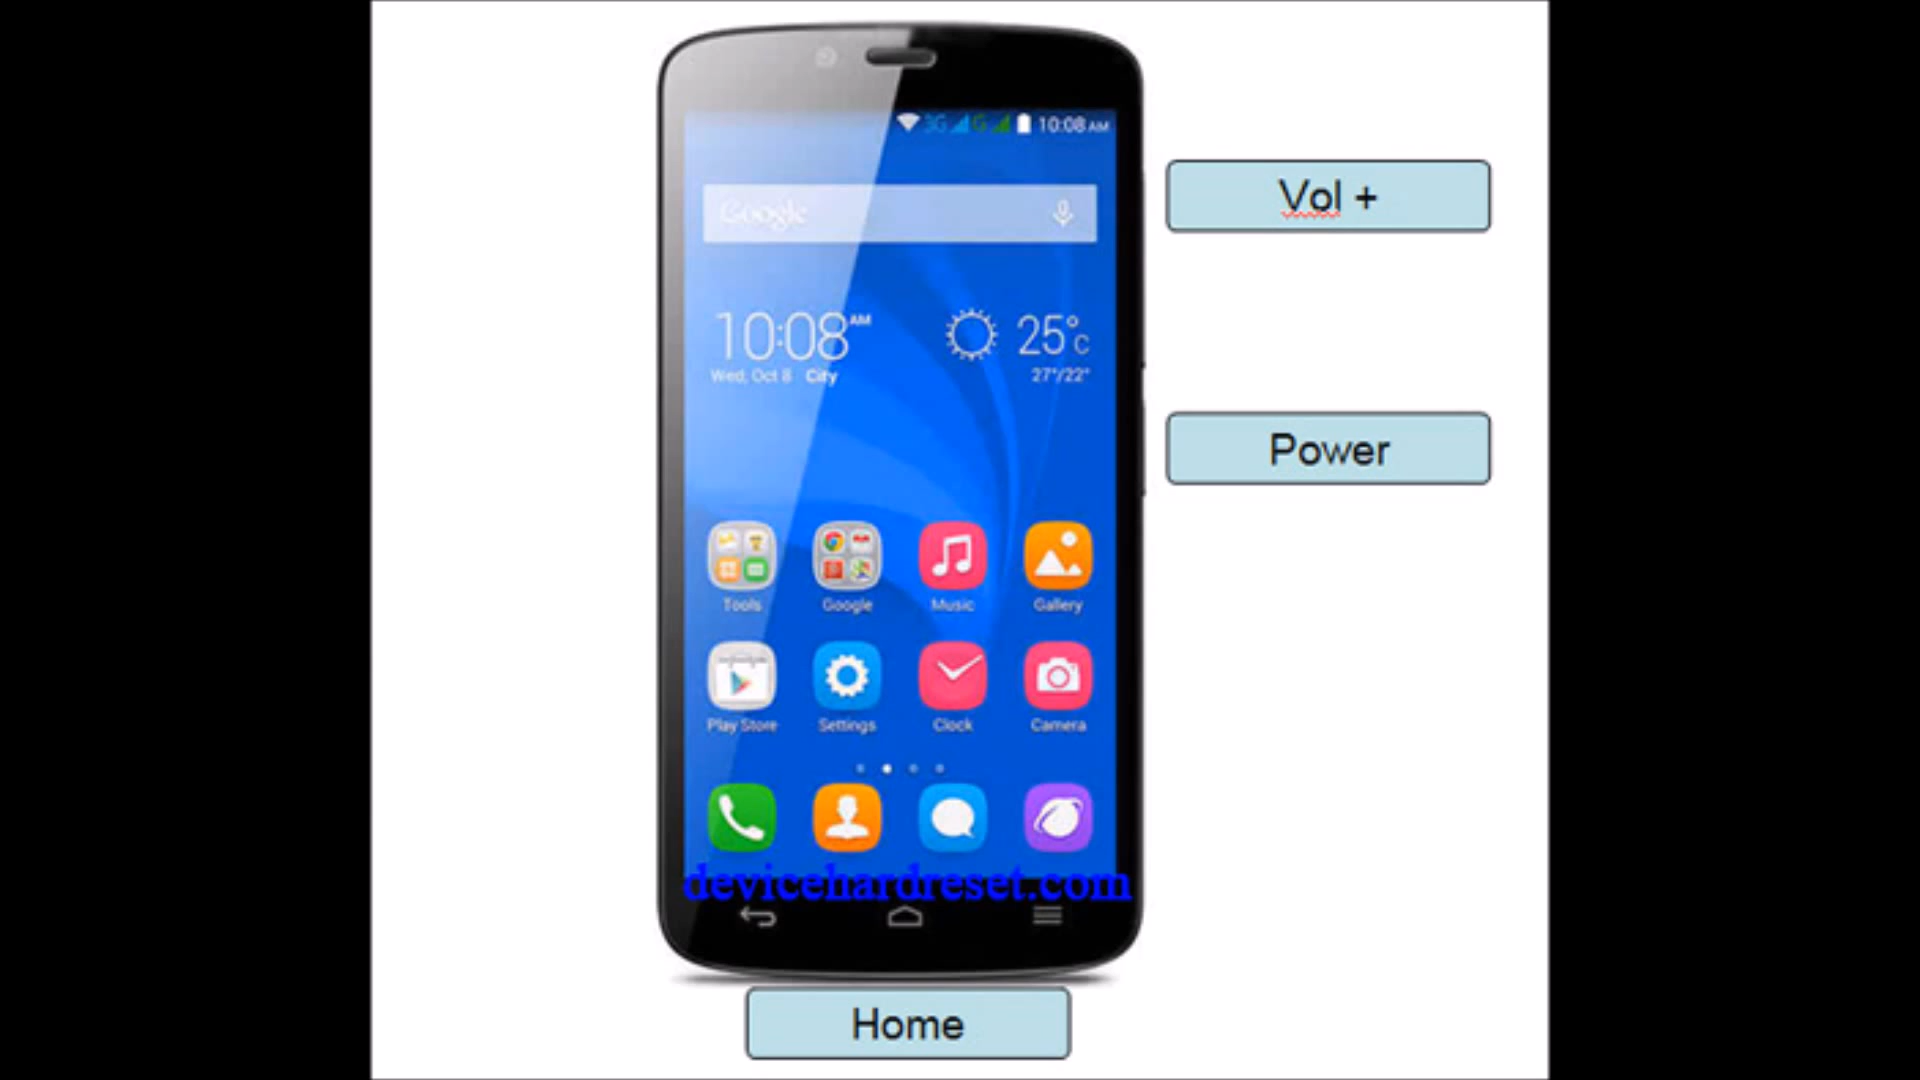 3G G 10:08 AM
Google
Vol +
10:08 AM
25°C
Wed, Oct 8 City
27°/22°
Power
Tools Google Music Gallery
Play Store Settings Clock Camera
devicehardreset.com
Home